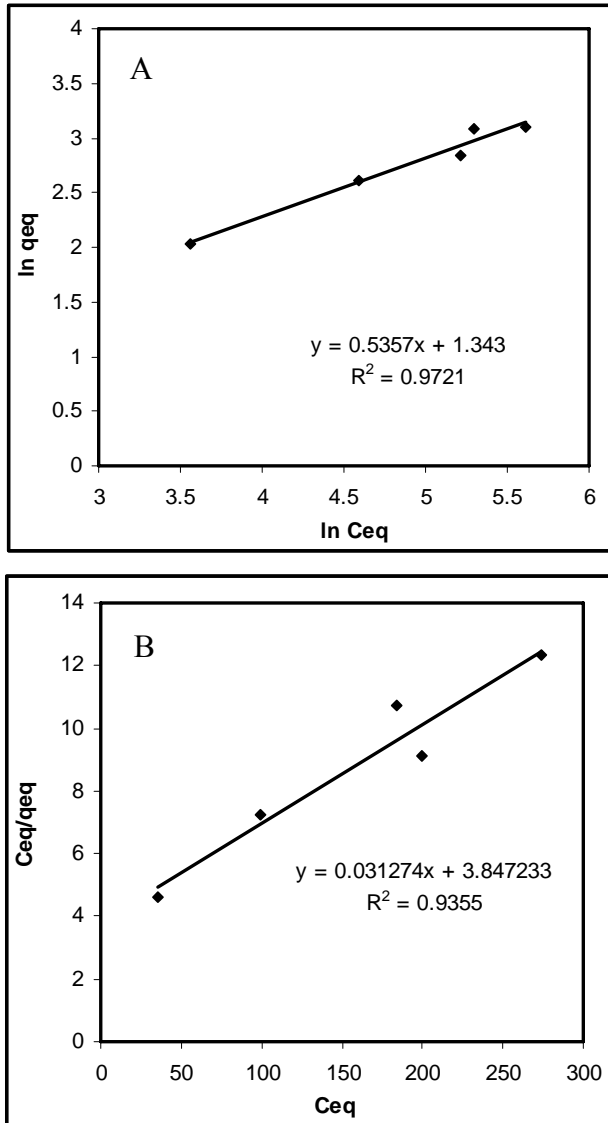 4
3.5
3
2.5
2
1.5
1
0.5
0
A
ln qeq
y = 0.5357x + 1.343
R² = 0.9721
3 3.5 4 4.5 5 5.5 6
ln Ceq
14
12
10
8
6
4
2
0
B
Ceq/qeq
y = 0.031274x + 3.847233
R² = 0.9355
0 50 100 150 200 250 300
Ceq